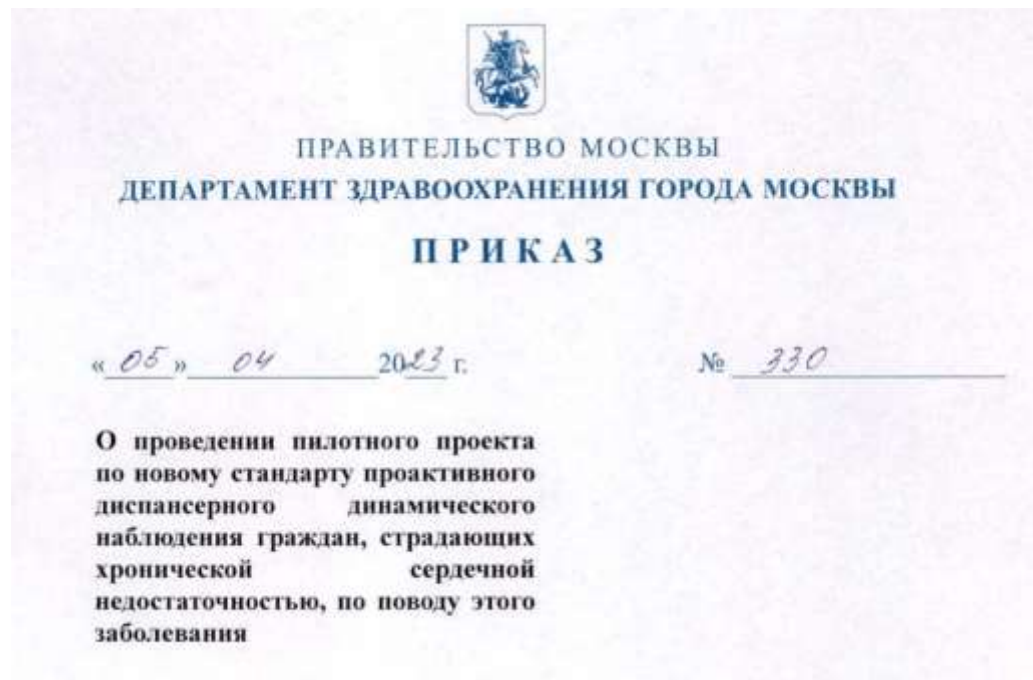 ПРАВИТЕЛЬСТВО МОСКВЫ
ДЕПАРТАМЕНТ ЗДРАВООХРАНЕНИЯ ГОРОДА МОСКВЫ
ПРИКАЗ
« 05 » 04 2023 г. № 330
О проведении пилотного проекта
по новому стандарту проактивного
диспансерного динамического
наблюдения граждан, страдающих
хронической сердечной
недостаточностью, по поводу этого
заболевания